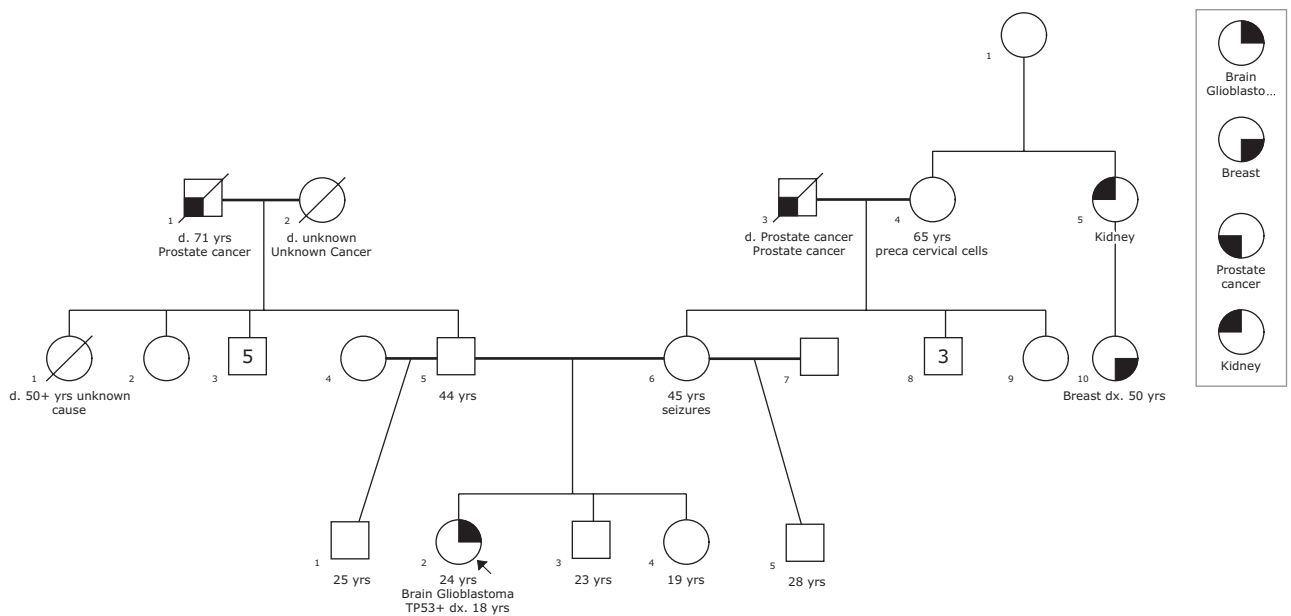 1
Brain
Glioblasto...
Breast
Prostate
cancer
Kidney
1
d. 71 yrs
Prostate cancer
2
d. unknown
Unknown Cancer
3
d. Prostate cancer
Prostate cancer
4
65 yrs
preca cervical cells
5
Kidney
1
d. 50+ yrs unknown
cause
2
3
5
4
5
44 yrs
6
45 yrs
seizures
7
8
3
9
10
Breast dx. 50 yrs
1
25 yrs
2
24 yrs
Brain Glioblastoma
TP53+ dx. 18 yrs
3
23 yrs
4
19 yrs
5
28 yrs